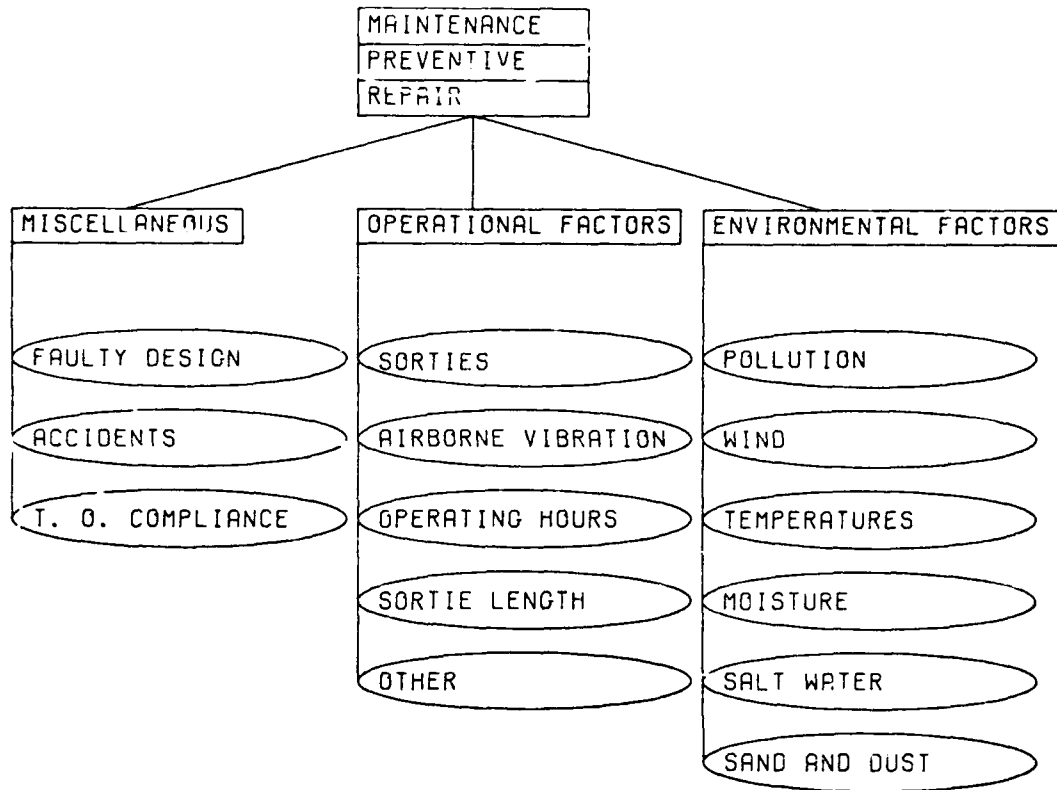 MAINTENANCE
PREVENTIVE
REPAIR
MISCELLANEOUS
OPERATIONAL FACTORS
ENVIRONMENTAL FACTORS
FAULTY DESIGN
SORTIES
POLLUTION
ACCIDENTS
AIRBORNE VIBRATION
WIND
T. O. COMPLIANCE
OPERATING HOURS
TEMPERATURES
SORTIE LENGTH
MOISTURE
OTHER
SALT WATER
SAND AND DUST